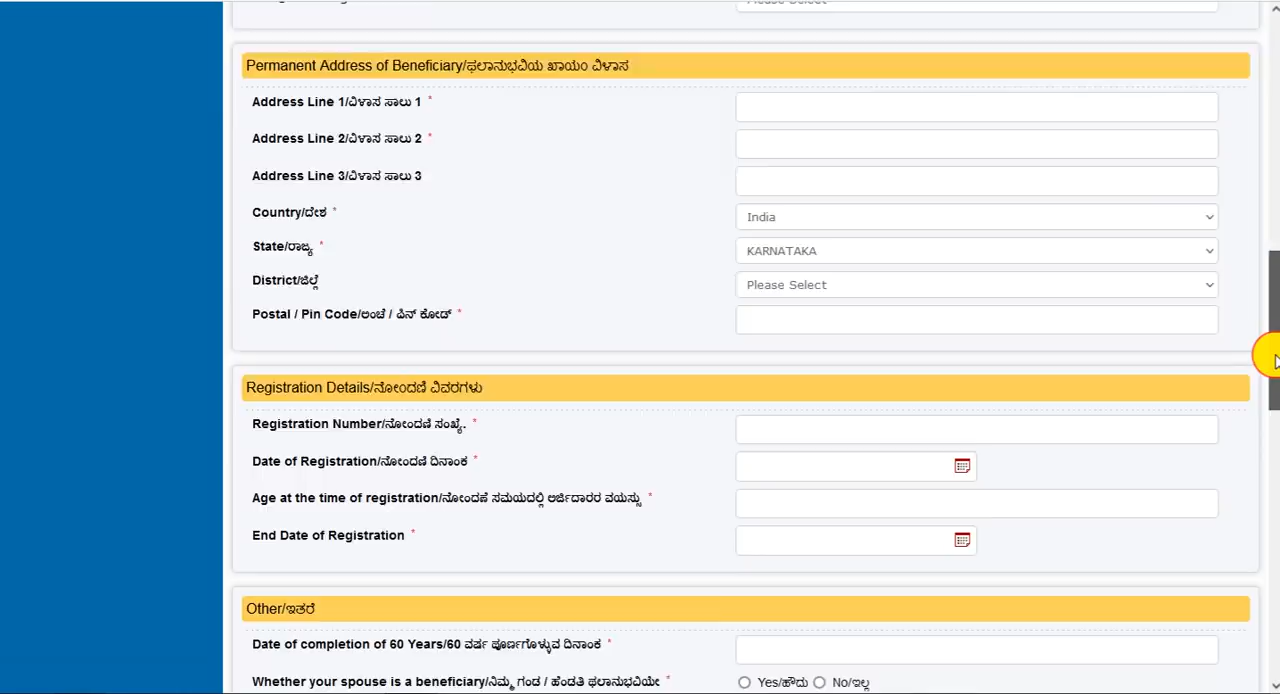 Please Select
Permanent Address of Beneficiary/ಫಲಾನುಭವಿಯ ಖಾಯಂ ವಿಳಾಸ
Address Line 1/ವಿಳಾಸ ಸಾಲು 1 *
Address Line 2/ವಿಳಾಸ ಸಾಲು 2 *
Address Line 3/ವಿಳಾಸ ಸಾಲು 3
Country/ದೇಶ * India
State/ರಾಜ್ಯ * KARNATAKA
District/ಜಿಲ್ಲೆ Please Select
Postal / Pin Code/ಅಂಚೆ / ಪಿನ್ ಕೋಡ್ *
Registration Details/ನೋಂದಣಿ ವಿವರಗಳು
Registration Number/ನೋಂದಣಿ ಸಂಖ್ಯೆ. *
Date of Registration/ನೋಂದಣಿ ದಿನಾಂಕ *
Age at the time of registration/ನೋಂದಣಿ ಸಮಯದಲ್ಲಿ ಅರ್ಜಿದಾರರ ವಯಸ್ಸು *
End Date of Registration *
Other/ಇತರೆ
Date of completion of 60 Years/60 ವರ್ಷ ಪೂರ್ಣಗೊಳ್ಳುವ ದಿನಾಂಕ *
Whether your spouse is a beneficiary/ನಿಮ್ಮ ಗಂಡ / ಹೆಂಡತಿ ಫಲಾನುಭವಿಯೇ * Yes/ಹೌದು No/ಇಲ್ಲ